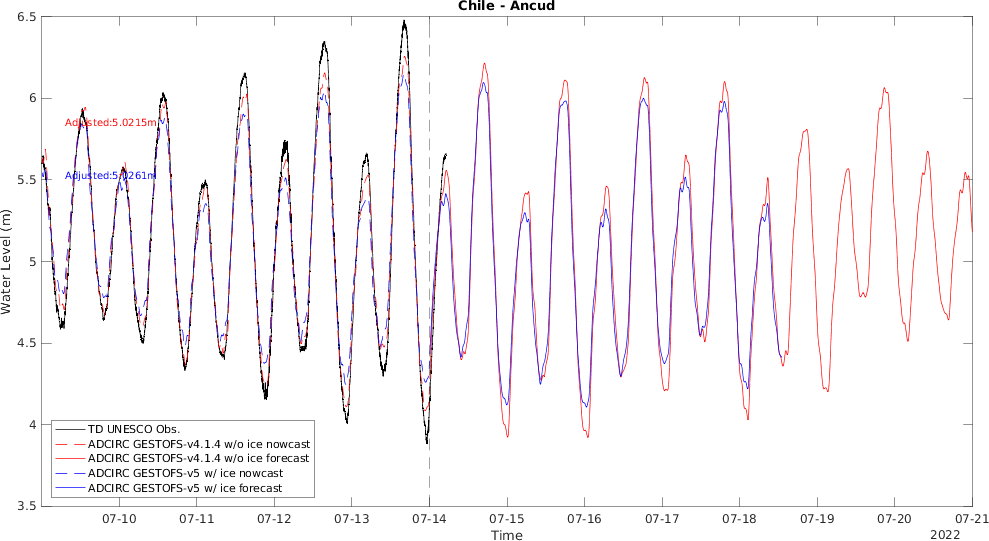 Chile - Ancud
6.5
6
5.5
5
4.5
4
3.5
Water Level (m)
Adjusted:5.0215m
Adjusted:5.0261m
TD UNESCO Obs.
ADCIRC GESTOFS-v4.1.4 w/o ice nowcast
ADCIRC GESTOFS-v4.1.4 w/o ice forecast
ADCIRC GESTOFS-v5 w/ ice nowcast
ADCIRC GESTOFS-v5 w/ ice forecast
07-10 07-11 07-12 07-13 07-14 07-15 07-16 07-17 07-18 07-19 07-20 07-21
Time
2022